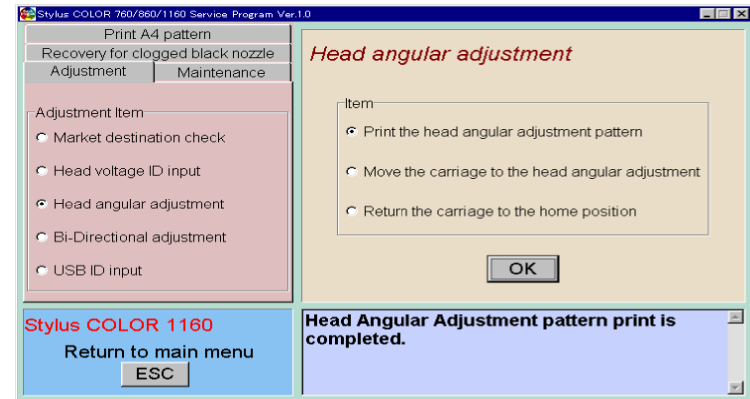 Stylus COLOR 760/860/1160 Service Program Ver.1.0
Print A4 pattern
Recovery for clogged black nozzle
Adjustment
Maintenance
Adjustment Item
Market destination check
Head voltage ID input
Head angular adjustment
Bi-Directional adjustment
USB ID input
Head angular adjustment
Item
Print the head angular adjustment pattern
Move the carriage to the head angular adjustment
Return the carriage to the home position
OK
Stylus COLOR 1160
Return to main menu
ESC
Head Angular Adjustment pattern print is
completed.